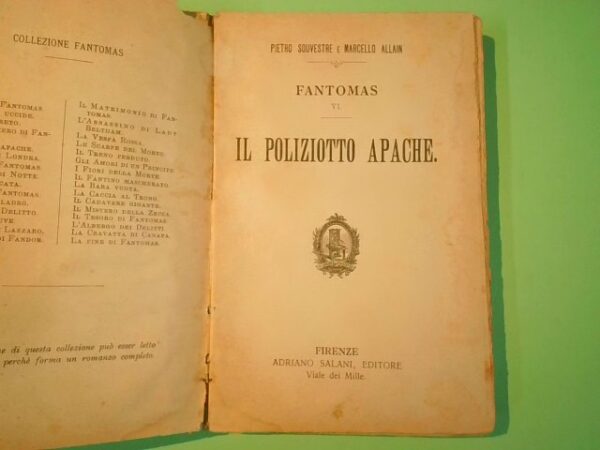 COLLEZIONE FANTOMAS
FANTOMAS
UCCIDE.
DI FAN-
APACHE.
LONDRA.
FANTOMAS.
DI NOTTE.
FANTOMAS.
LADRO.
DELITTO.
LAZZARO.
DI FANDOR.
IL MATRIMONIO DI FAN-
TOMAS.
L'ASSASSINO DI LADY
BELTHAM.
LA VESPA ROSSA.
LE SCARPE DEL MORTO.
IL TRENO PERDUTO.
GLI AMORI DI UN PRINCIPE
I FIORI DELLA MORTE.
IL FANTINO MASCHERATO.
LA BARA VUOTA.
LA CACCIA AL TRONO.
IL CADAVERE GIGANTE.
IL MISTERO DELLA ZECCA
IL TESORO DI FANTOMAS.
L'ALBERGO DEI DELITTI
LA CRAVATTA DI CANAPA.
LA FINE DI FANTOMAS.
di questa collezione può esser letto
perchè forma un romanzo completo.
PIETRO SOUVESTRE E MARCELLO ALLAIN
FANTOMAS
VI
IL POLIZIOTTO APACHE.
FIRENZE
ADRIANO SALANI, EDITORE
Viale dei Mille.